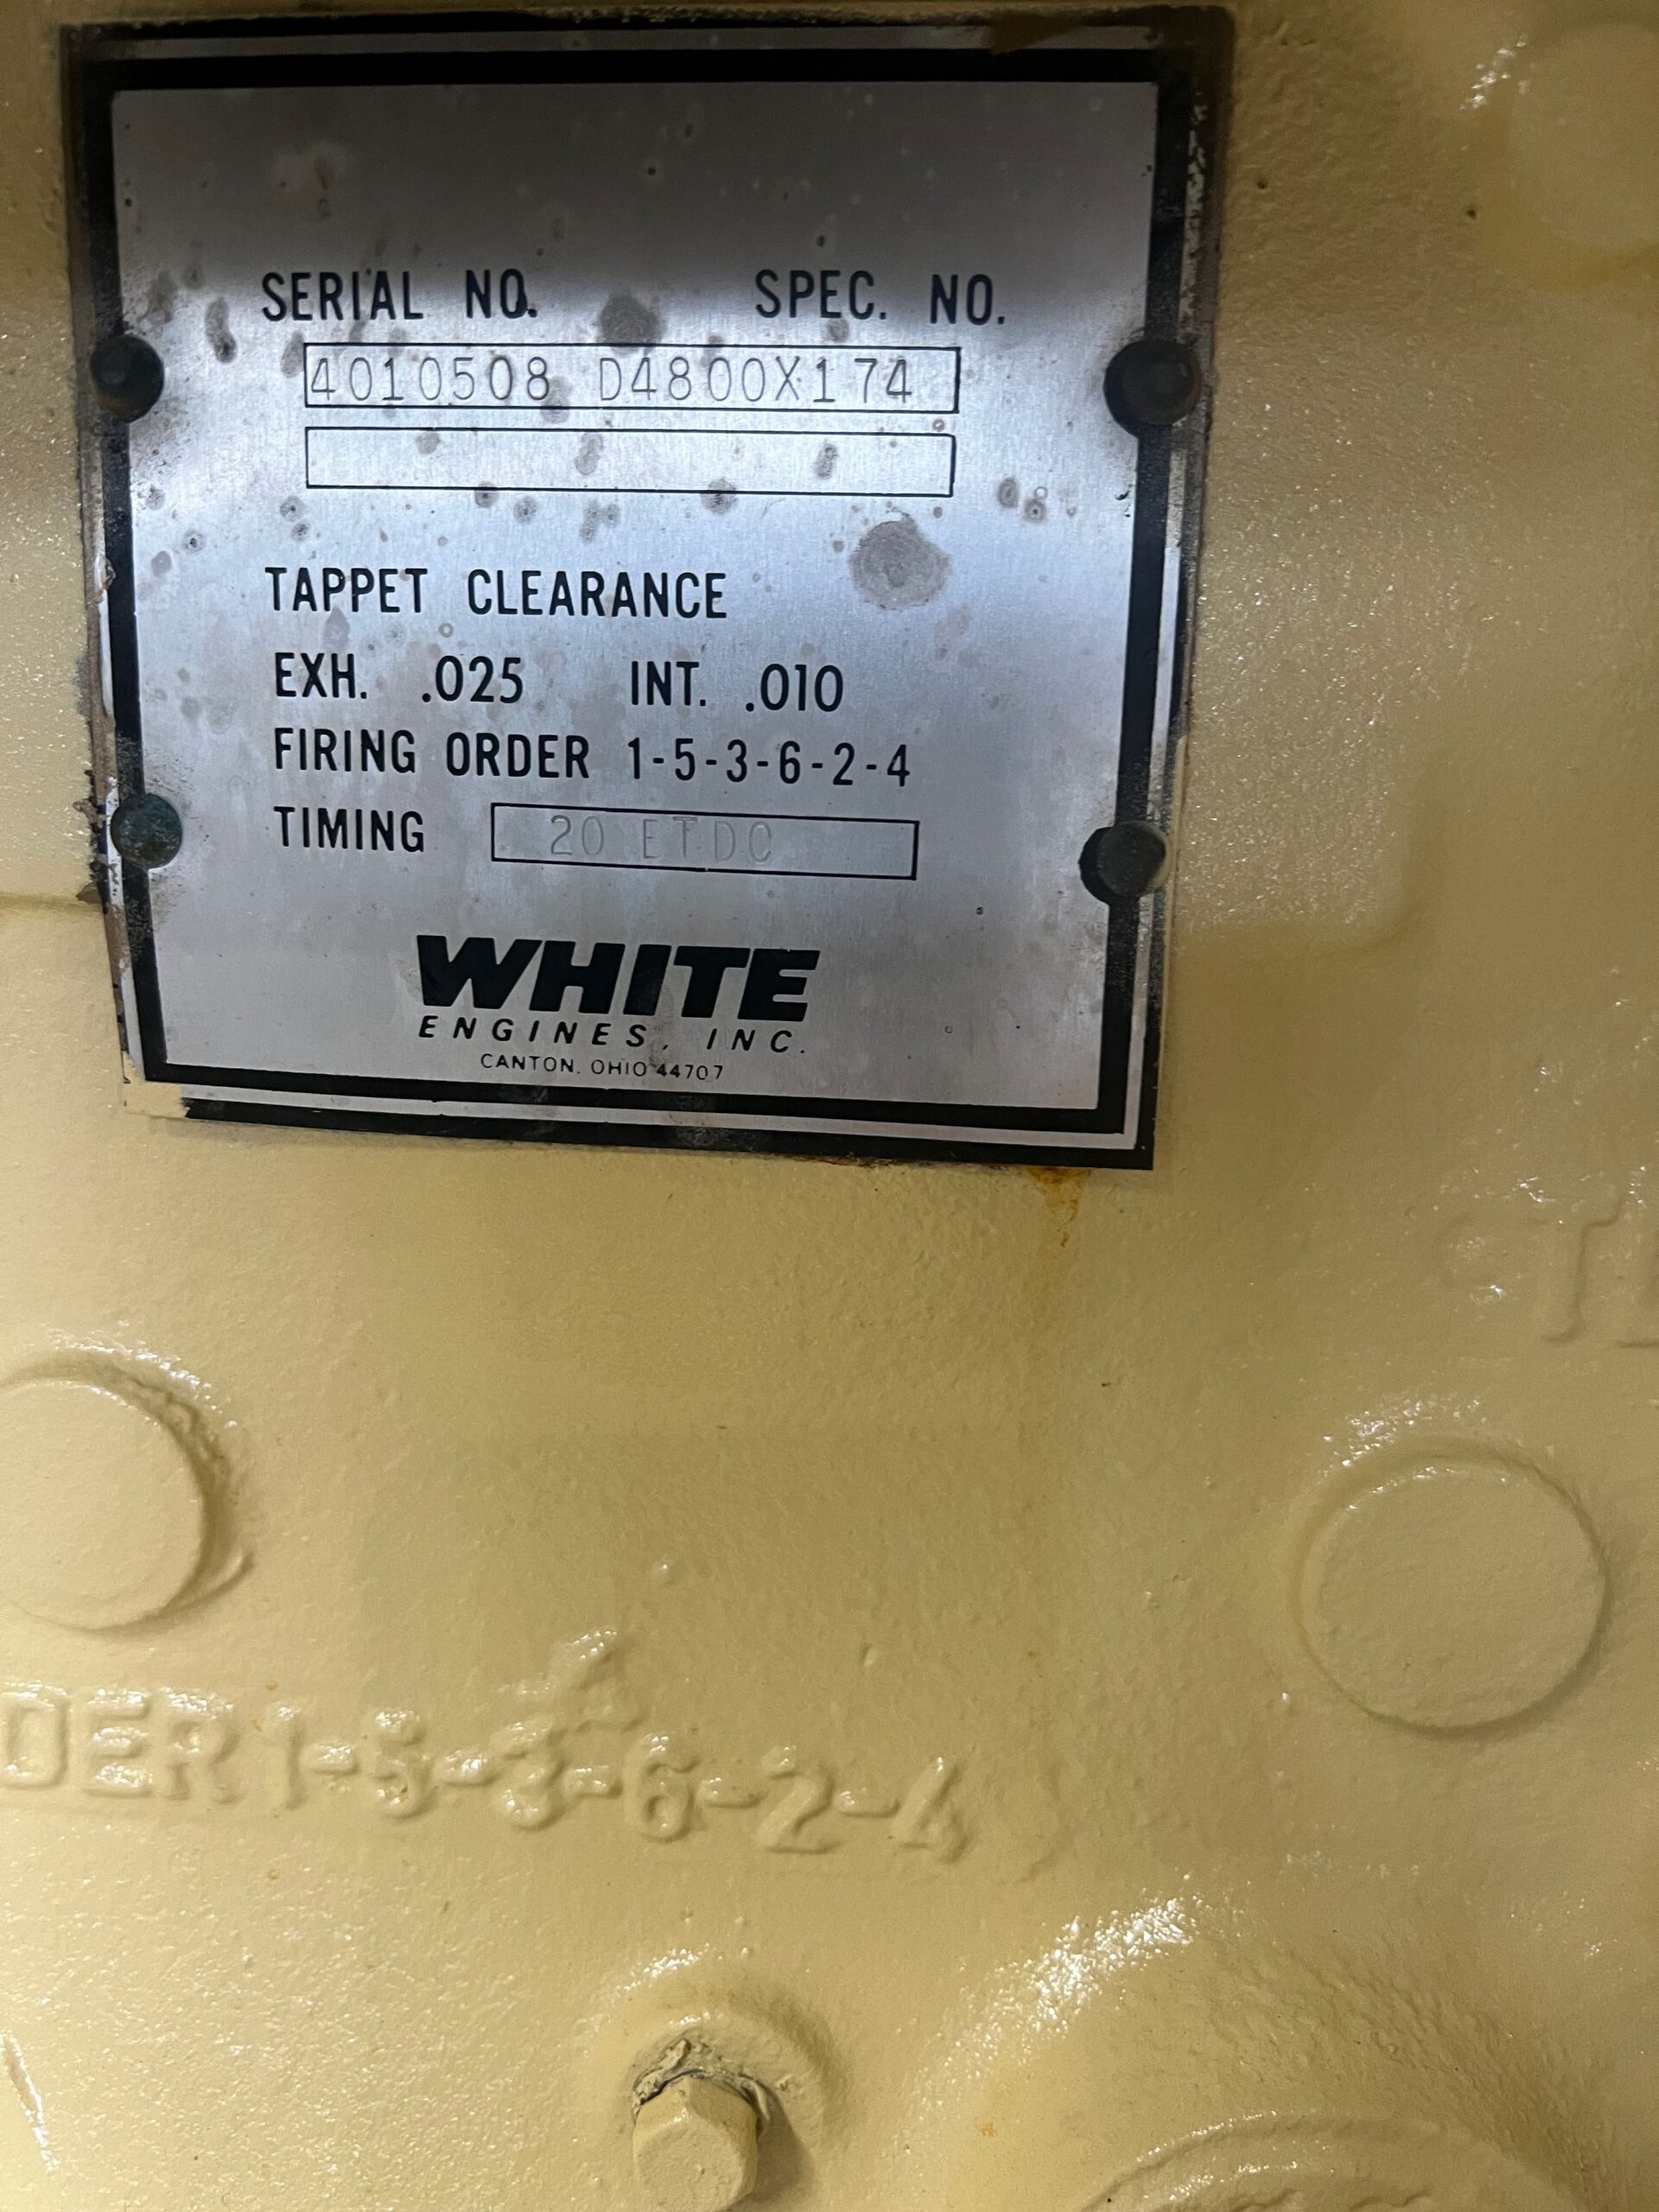 SERIAL NO. SPEC. NO.
4010508 D4800X174
TAPPET CLEARANCE
EXH. .025 INT. .010
FIRING ORDER 1-5-3-6-2-4
TIMING 20 ETDC
WHITE
ENGINES, INC.
CANTON, OHIO 44707
DER 1-5-3-6-2-4